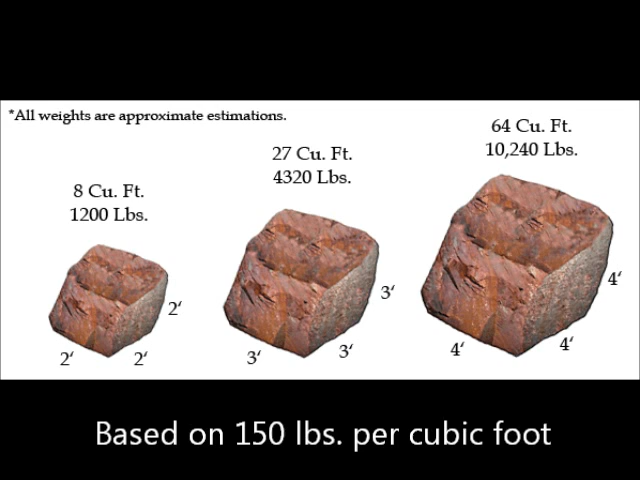 *All weights are approximate estimations.
64 Cu. Ft.
10,240 Lbs.
27 Cu. Ft.
4320 Lbs.
8 Cu. Ft.
1200 Lbs.
2‘
2‘
2‘
3‘
3‘
3‘
4‘
4‘
4‘
Based on 150 lbs. per cubic foot